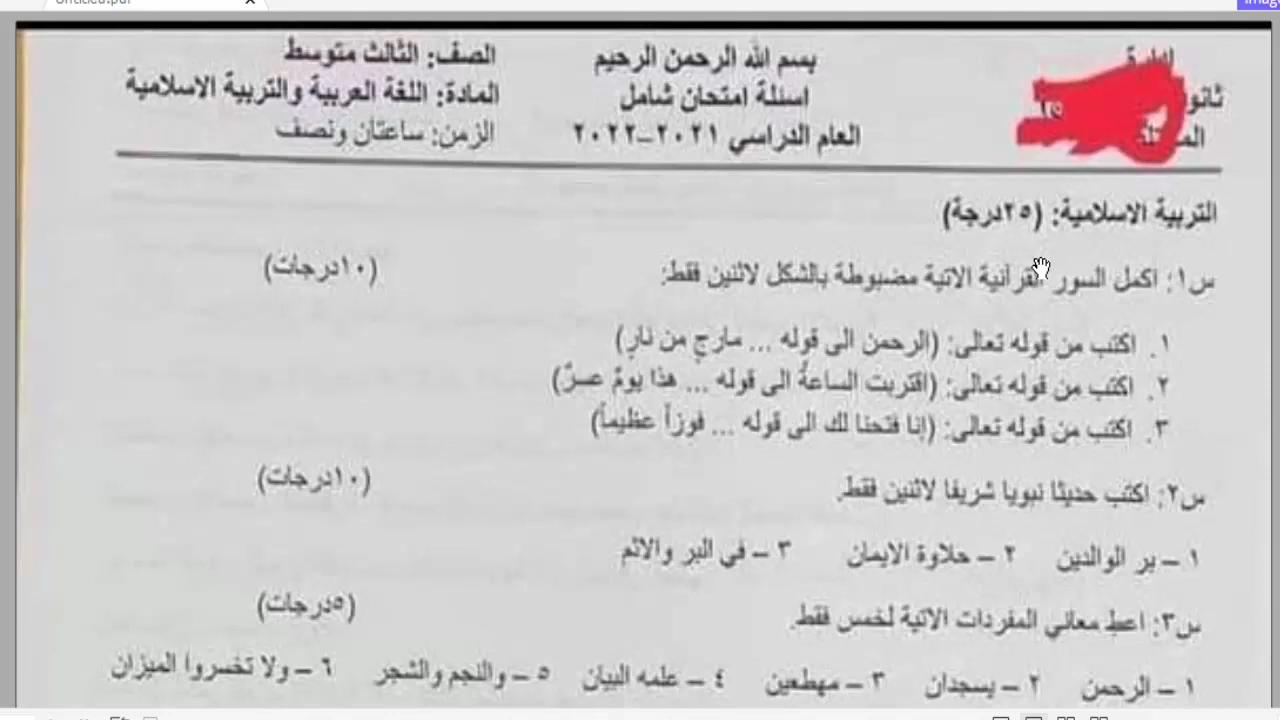 Untitled.pdf
بسم الله الرحمن الرحيم
الصف: الثالث متوسط
اسئلة امتحان شامل
المادة: اللغة العربية والتربية الاسلامية
العام الدراسي ٢٠٢١-٢٠٢٢
الزمن: ساعتان ونصف
التربية الاسلامية: (٢٥درجة)
س١: اكمل السور القرآنية الاتية مضبوطة بالشكل لاثنين فقط: (١٠درجات)
١. اكتب من قوله تعالى: (الرحمن الى قوله ... مارجٍ من نارٍ)
٢. اكتب من قوله تعالى: (اقتربت الساعةُ الى قوله ... هذا يومٌ عسرٌ)
٣. اكتب من قوله تعالى: (إنا فتحنا لك الى قوله ... فوزاً عظيماً)
س٢: اكتب حديثا نبويا شريفا لاثنين فقط. (١٠درجات)
١ – بر الوالدين ٢ – حلاوة الايمان ٣ – في البر والاثم
س٣: اعطِ معاني المفردات الاتية لخمس فقط. (٥درجات)
١ – الرحمن ٢ – يسجدان ٣ – مهطعين ٤ – علمه البيان ٥ – والنجم والشجر ٦ – ولا تخسروا الميزان